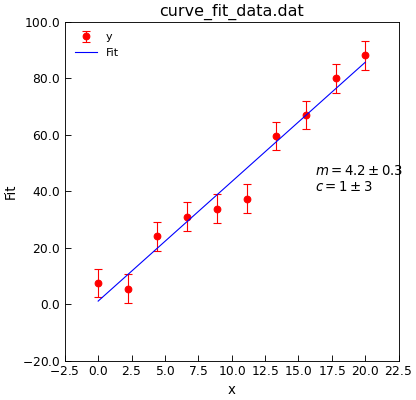 curve_fit_data.dat
100.0
80.0
60.0
40.0
20.0
0.0
−20.0
Fit
y
Fit
m = 4.2 ± 0.3
c = 1 ± 3
−2.5 0.0 2.5 5.0 7.5 10.0 12.5 15.0 17.5 20.0 22.5
x